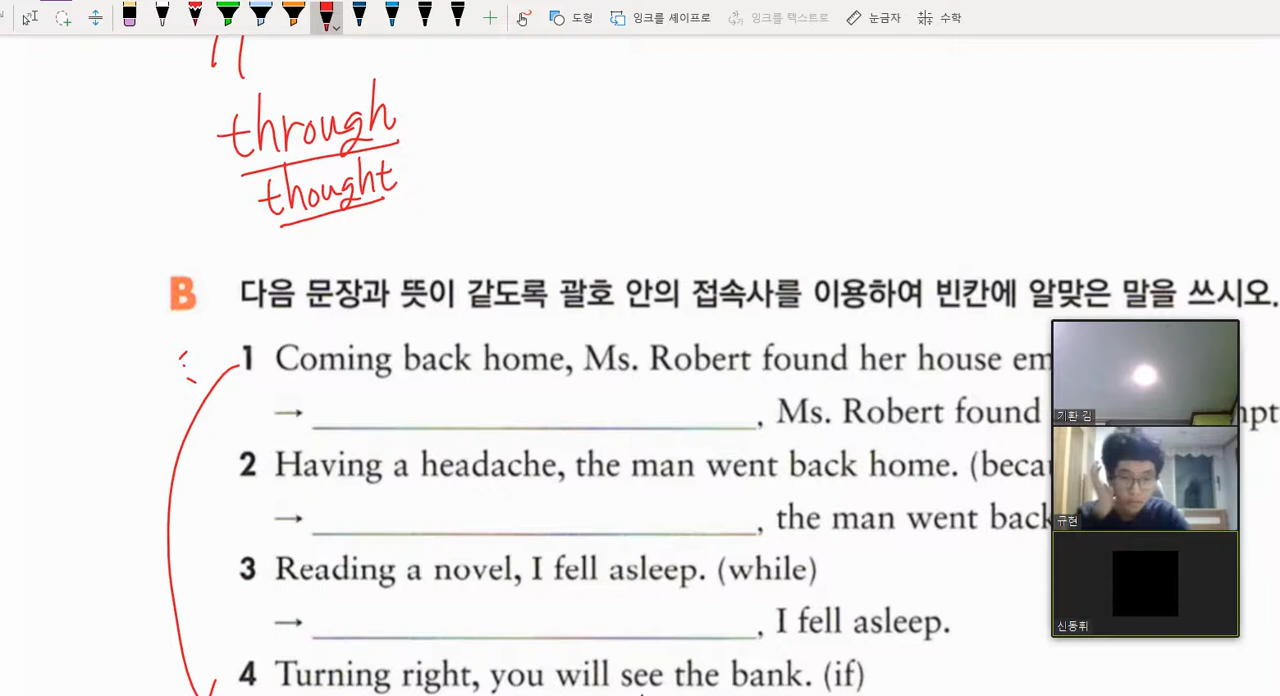 도형 잉크를 셰이프로 잉크를 텍스트로 눈금자 수학
through
thought
B 다음 문장과 뜻이 같도록 괄호 안의 접속사를 이용하여 빈칸에 알맞은 말을 쓰시오.
1 Coming back home, Ms. Robert found her house em
→ , Ms. Robert found
기환 김
2 Having a headache, the man went back home. (beca
→ , the man went back
규현
3 Reading a novel, I fell asleep. (while)
→ , I fell asleep.
신동휘
4 Turning right, you will see the bank. (if)